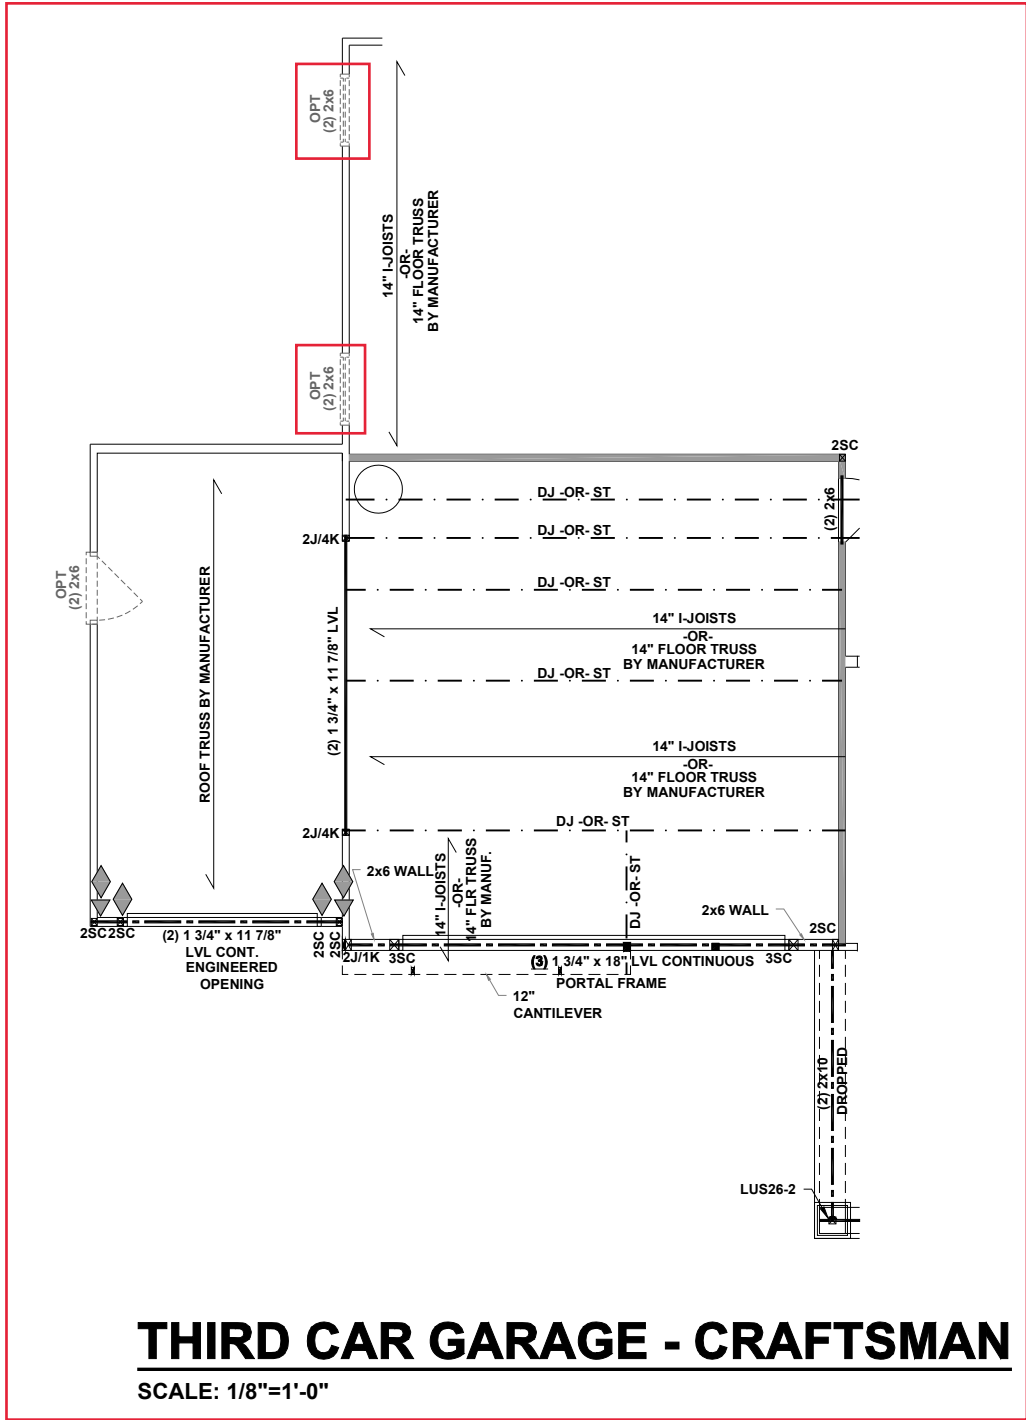 OPT
(2) 2x6
14" I-JOISTS
-OR-
14" FLOOR TRUSS
BY MANUFACTURER
OPT
(2) 2x6
2SC
(2) 2x6
DJ -OR- ST
2J/4K
DJ -OR- ST
OPT
(2) 2x6
DJ -OR- ST
ROOF TRUSS BY MANUFACTURER
(2) 1 3/4" x 11 7/8" LVL
14" I-JOISTS
-OR-
14" FLOOR TRUSS
BY MANUFACTURER
DJ -OR- ST
14" I-JOISTS
-OR-
14" FLOOR TRUSS
BY MANUFACTURER
DJ -OR- ST
2J/4K
2x6 WALL
14" I-JOISTS
-OR-
14" FLR TRUSS
BY MANUF.
DJ -OR- ST
2x6 WALL
2SC
2SC
2SC
(2) 1 3/4" x 11 7/8"
LVL CONT.
ENGINEERED
OPENING
2SC
2SC
2J/1K
3SC
(3) 1 3/4" x 18" LVL CONTINUOUS
PORTAL FRAME
3SC
12"
CANTILEVER
(2) 2x10
DROPPED
LUS26-2
THIRD CAR GARAGE - CRAFTSMAN
SCALE: 1/8"=1'-0"